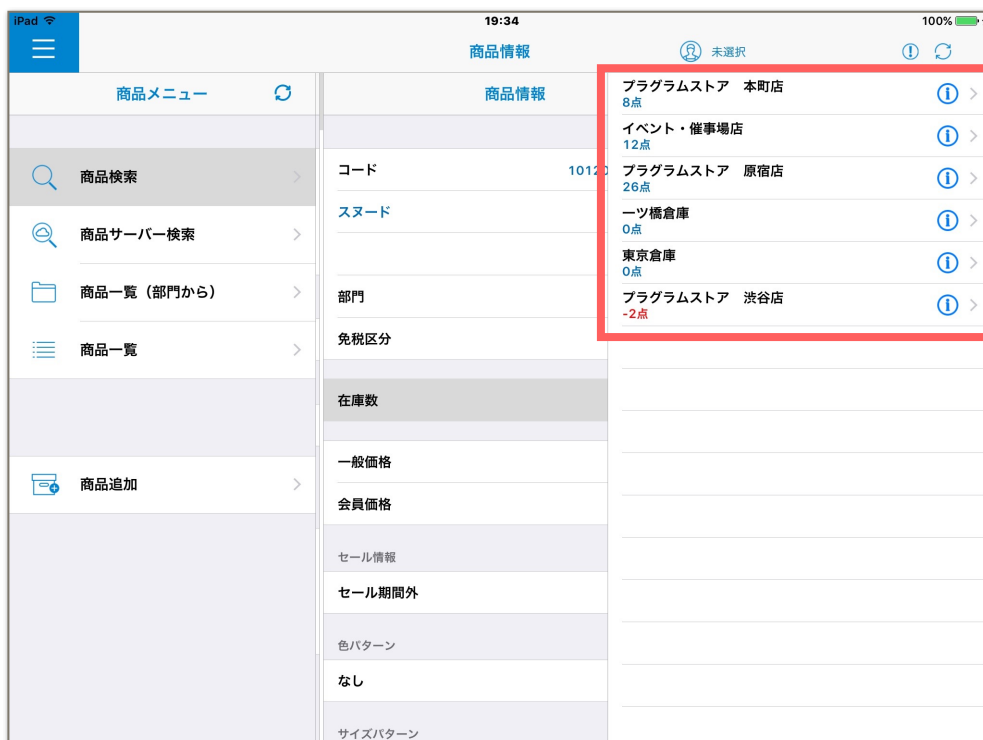 iPad
19:34
100%
商品情報
未選択
商品メニュー
商品検索
商品サーバー検索
商品一覧（部門から）
商品一覧
商品追加
商品情報
コード
10120
スヌード
部門
免税区分
在庫数
一般価格
会員価格
セール情報
セール期間外
色パターン
なし
サイズパターン
プラグラムストア　本町店
8点
イベント・催事場店
12点
プラグラムストア　原宿店
26点
一ツ橋倉庫
0点
東京倉庫
0点
プラグラムストア　渋谷店
-2点